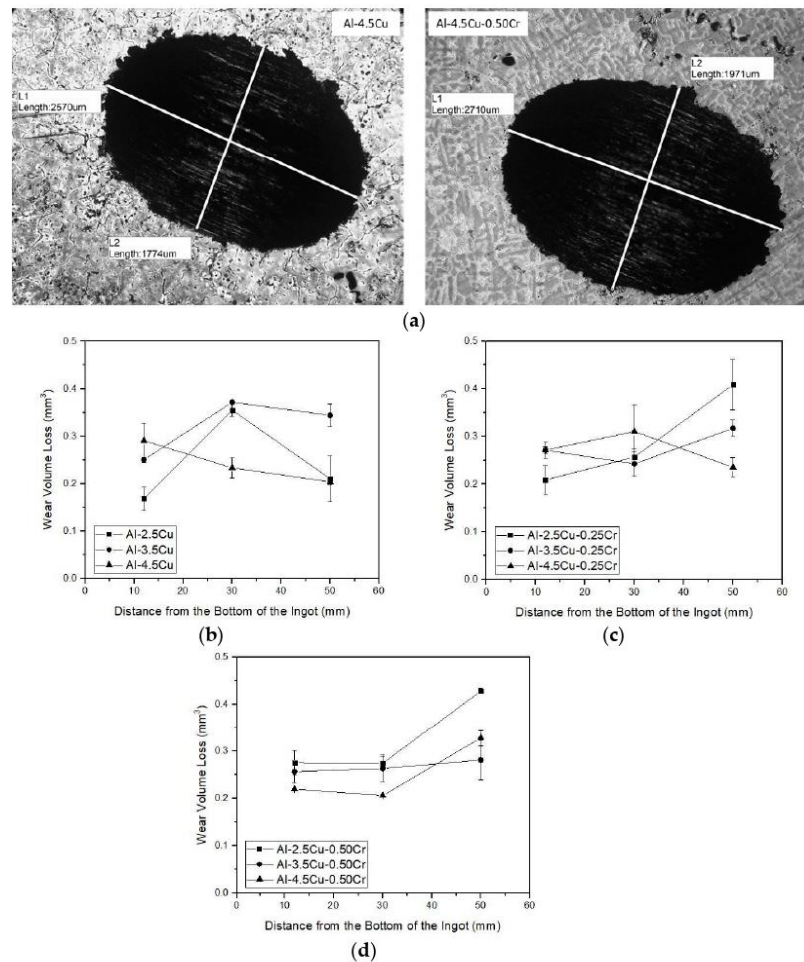 Al-4.5Cu
L1
Length:2570um
L2
Length:1774um
Al-4.5Cu-0.50Cr
L2
Length:1971um
L1
Length:2710um
(a)
Wear Volume Loss (mm³)
0.5
0.4
0.3
0.2
0.1
0.0
Al-2.5Cu
Al-3.5Cu
Al-4.5Cu
0 10 20 30 40 50 60
Distance from the Bottom of the Ingot (mm)
(b)
Wear Volume Loss (mm³)
0.5
0.4
0.3
0.2
0.1
0.0
Al-2.5Cu-0.25Cr
Al-3.5Cu-0.25Cr
Al-4.5Cu-0.25Cr
0 10 20 30 40 50 60
Distance from the Bottom of the Ingot (mm)
(c)
Wear Volume Loss (mm³)
0.5
0.4
0.3
0.2
0.1
0.0
Al-2.5Cu-0.50Cr
Al-3.5Cu-0.50Cr
Al-4.5Cu-0.50Cr
0 10 20 30 40 50 60
Distance from the Bottom of the Ingot (mm)
(d)